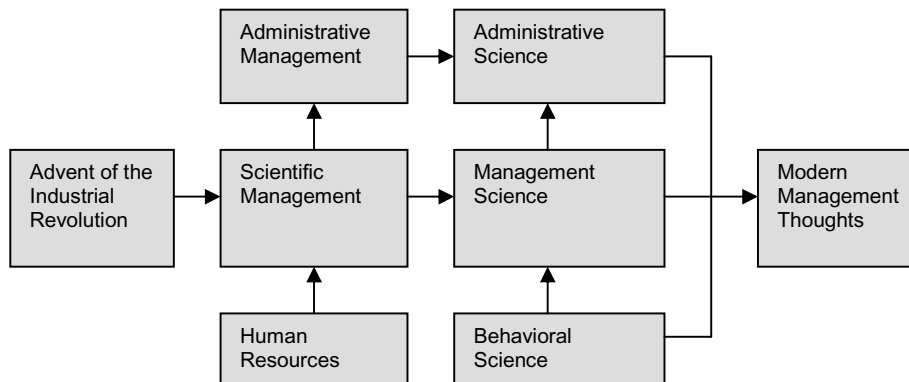 Administrative
Management
Administrative
Science
Advent of the
Industrial
Revolution
Scientific
Management
Management
Science
Modern
Management
Thoughts
Human
Resources
Behavioral
Science